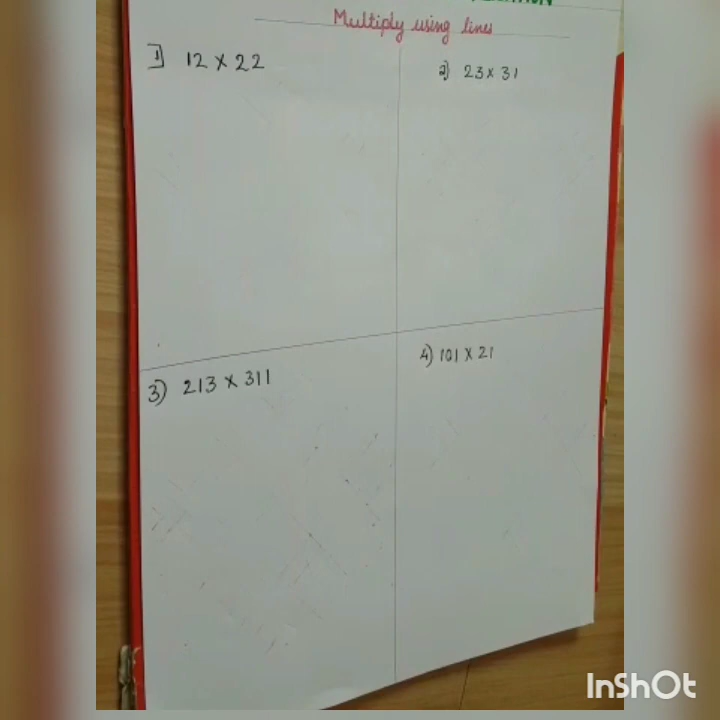 Multiply using lines
1] 12 x 22
2) 23 x 31
3) 213 x 311
4) 101 x 21
InShOt